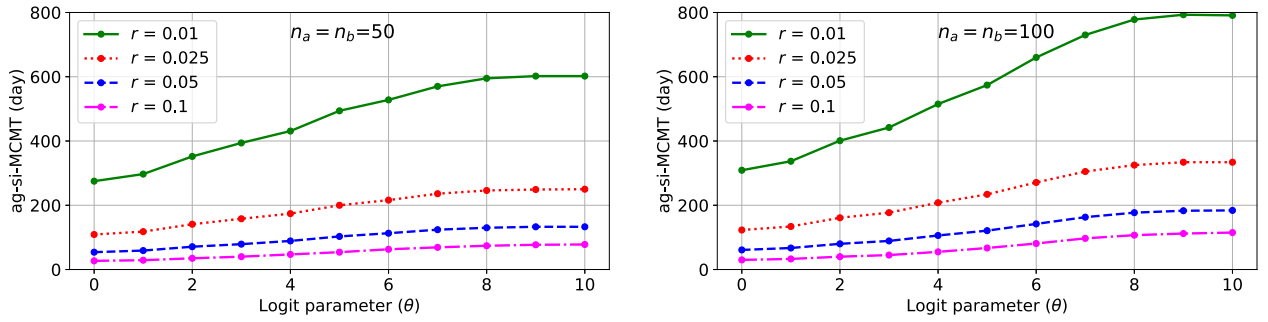 800
600
400
200
0
ag-si-MCMT (day)
r = 0.01
r = 0.025
r = 0.05
r = 0.1
n_a = n_b=50
0 2 4 6 8 10
Logit parameter (θ)
800
600
400
200
0
ag-si-MCMT (day)
r = 0.01
r = 0.025
r = 0.05
r = 0.1
n_a = n_b=100
0 2 4 6 8 10
Logit parameter (θ)